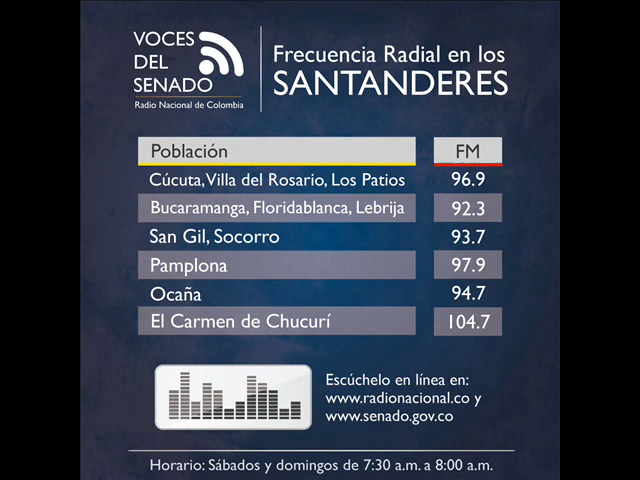 VOCES
DEL
SENADO
Radio Nacional de Colombia
Frecuencia Radial en los
SANTANDERES
Población FM
Cúcuta, Villa del Rosario, Los Patios 96.9
Bucaramanga, Floridablanca, Lebrija 92.3
San Gil, Socorro 93.7
Pamplona 97.9
Ocaña 94.7
El Carmen de Chucurí 104.7
Escúchelo en línea en:
www.radionacional.co y
www.senado.gov.co
Horario: Sábados y domingos de 7:30 a.m. a 8:00 a.m.